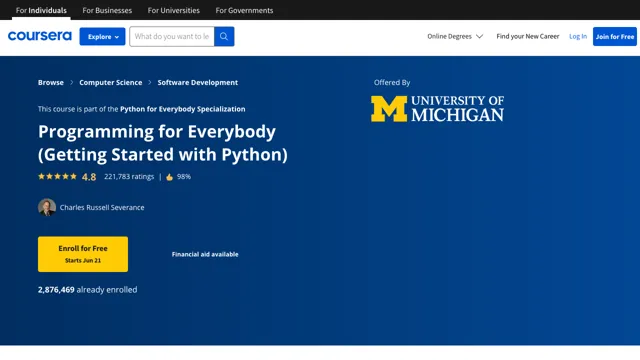 For Individuals For Businesses For Universities For Governments
coursera Explore What do you want to le Online Degrees Find your New Career Log In Join for Free
Browse Computer Science Software Development
Offered By
This course is part of the Python for Everybody Specialization
UNIVERSITY OF
MICHIGAN
Programming for Everybody
(Getting Started with Python)
4.8 221,783 ratings | 98%
Charles Russell Severance
Enroll for Free
Starts Jun 21
Financial aid available
2,876,469 already enrolled